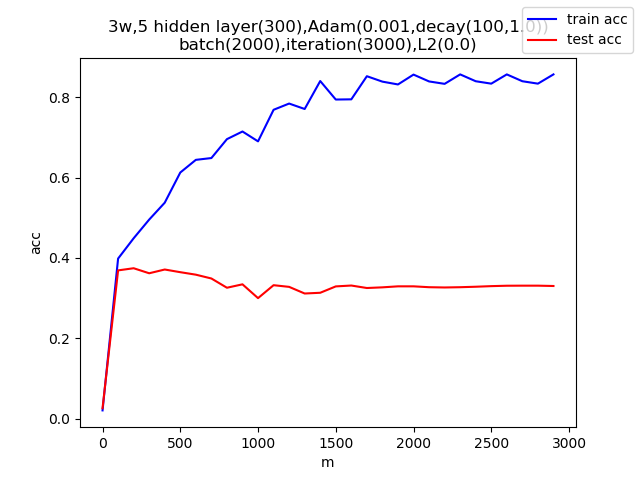 3w,5 hidden layer(300),Adam(0.001,decay(100,1.0))
batch(2000),iteration(3000),L2(0.0)
train acc
test acc
acc
0.8
0.6
0.4
0.2
0.0
0
500
1000
1500
2000
2500
3000
m